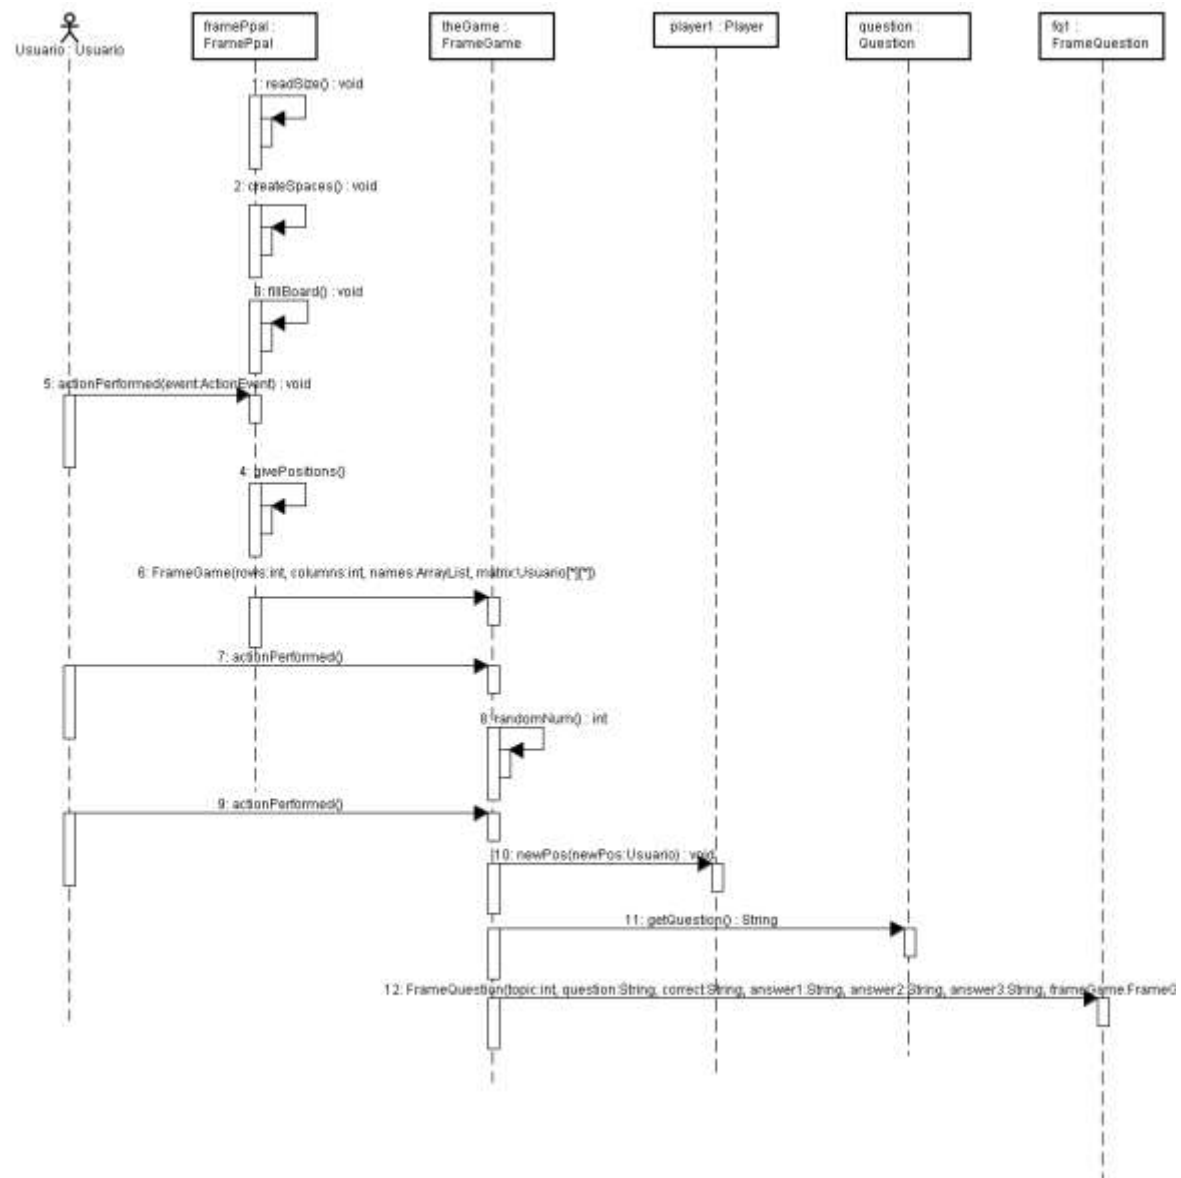 Usuario : Usuario
framePpal :
FramePpal
theGame :
FrameGame
player1 : Player
question :
Question
fq1 :
FrameQuestion
1: readSize() : void
2: createSpaces() : void
3: fillBoard() : void
5: actionPerformed(event:ActionEvent) : void
4: givePositions()
6: FrameGame(rows:int, columns:int, names:ArrayList, matrix:Usuario[*][*])
7: actionPerformed()
8: randomNum() : int
9: actionPerformed()
10: newPos(newPos:Usuario) : void
11: getQuestion() : String
12: FrameQuestion(topic:int, question:String, correct:String, answer1:String, answer2:String, answer3:String, frameGame:FrameG